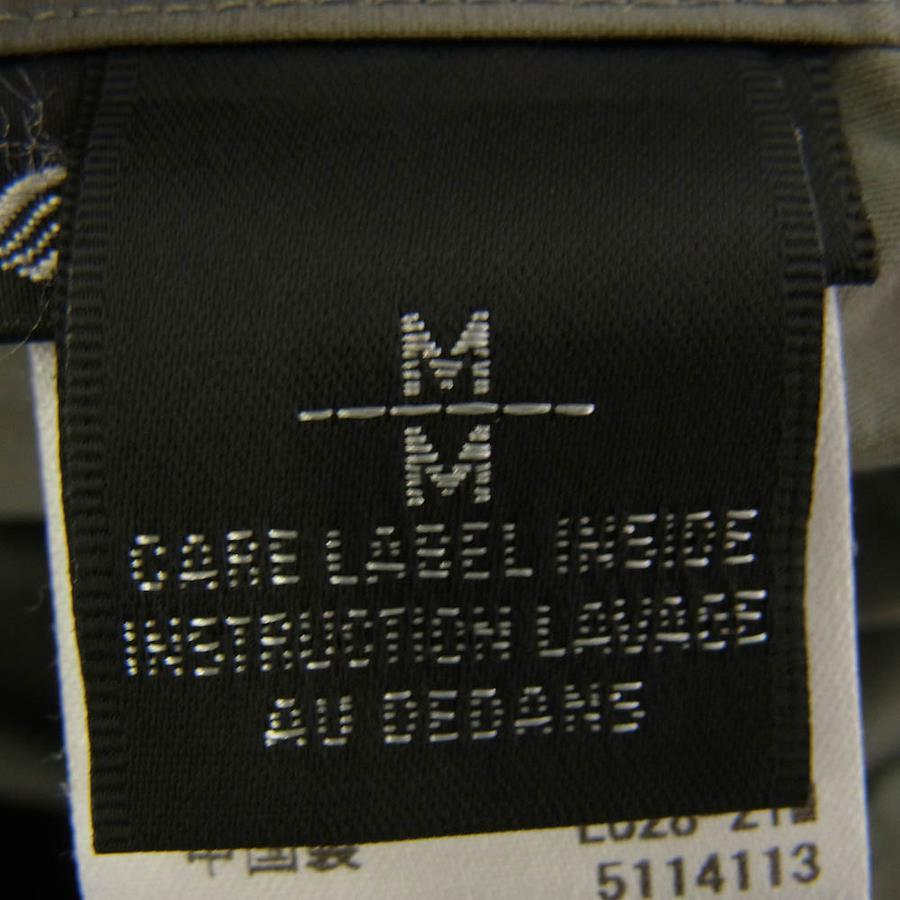 M
M
CARE LABEL INSIDE
INSTRUCTION LAVAGE
AU DEDANS
中国製
5114113